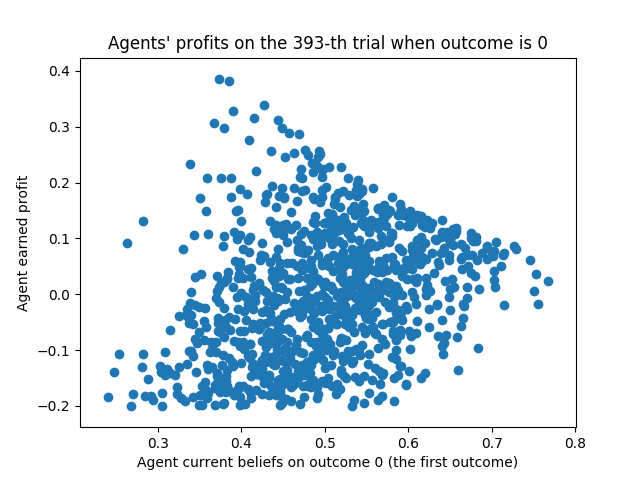 Agents' profits on the 393-th trial when outcome is 0
0.4
0.3
0.2
0.1
0.0
−0.1
−0.2
Agent earned profit
0.3 0.4 0.5 0.6 0.7 0.8
Agent current beliefs on outcome 0 (the first outcome)